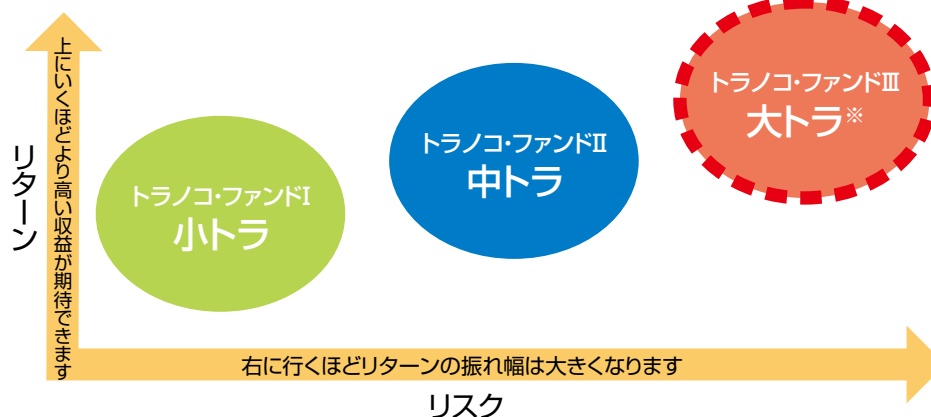 トラノコ・ファンドⅢ
大トラ※
トラノコ・ファンドⅡ
中トラ
トラノコ・ファンドⅠ
小トラ
リターン
上にいくほどより高い収益が期待できます
右に行くほどリターンの振れ幅は大きくなります
リスク